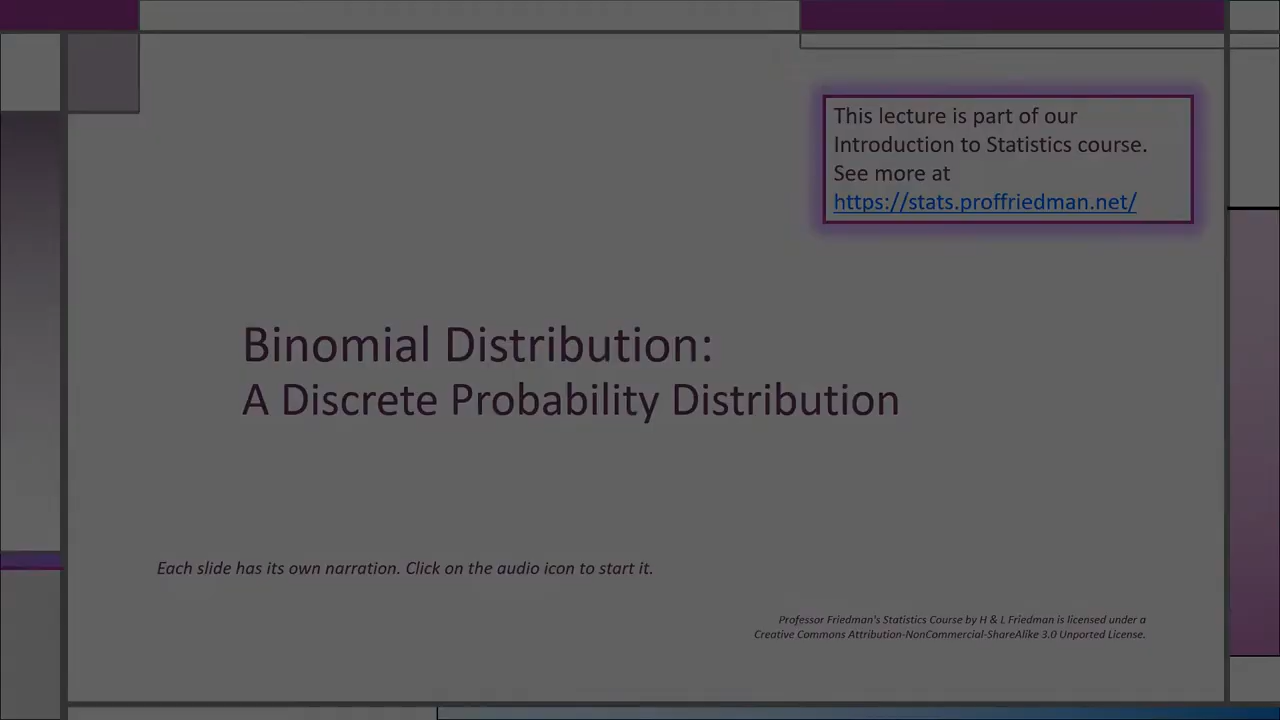 This lecture is part of our
Introduction to Statistics course.
See more at
https://stats.proffriedman.net/
Binomial Distribution:
A Discrete Probability Distribution
Each slide has its own narration. Click on the audio icon to start it.
Professor Friedman's Statistics Course by H & L Friedman is licensed under a
Creative Commons Attribution-NonCommercial-ShareAlike 3.0 Unported License.